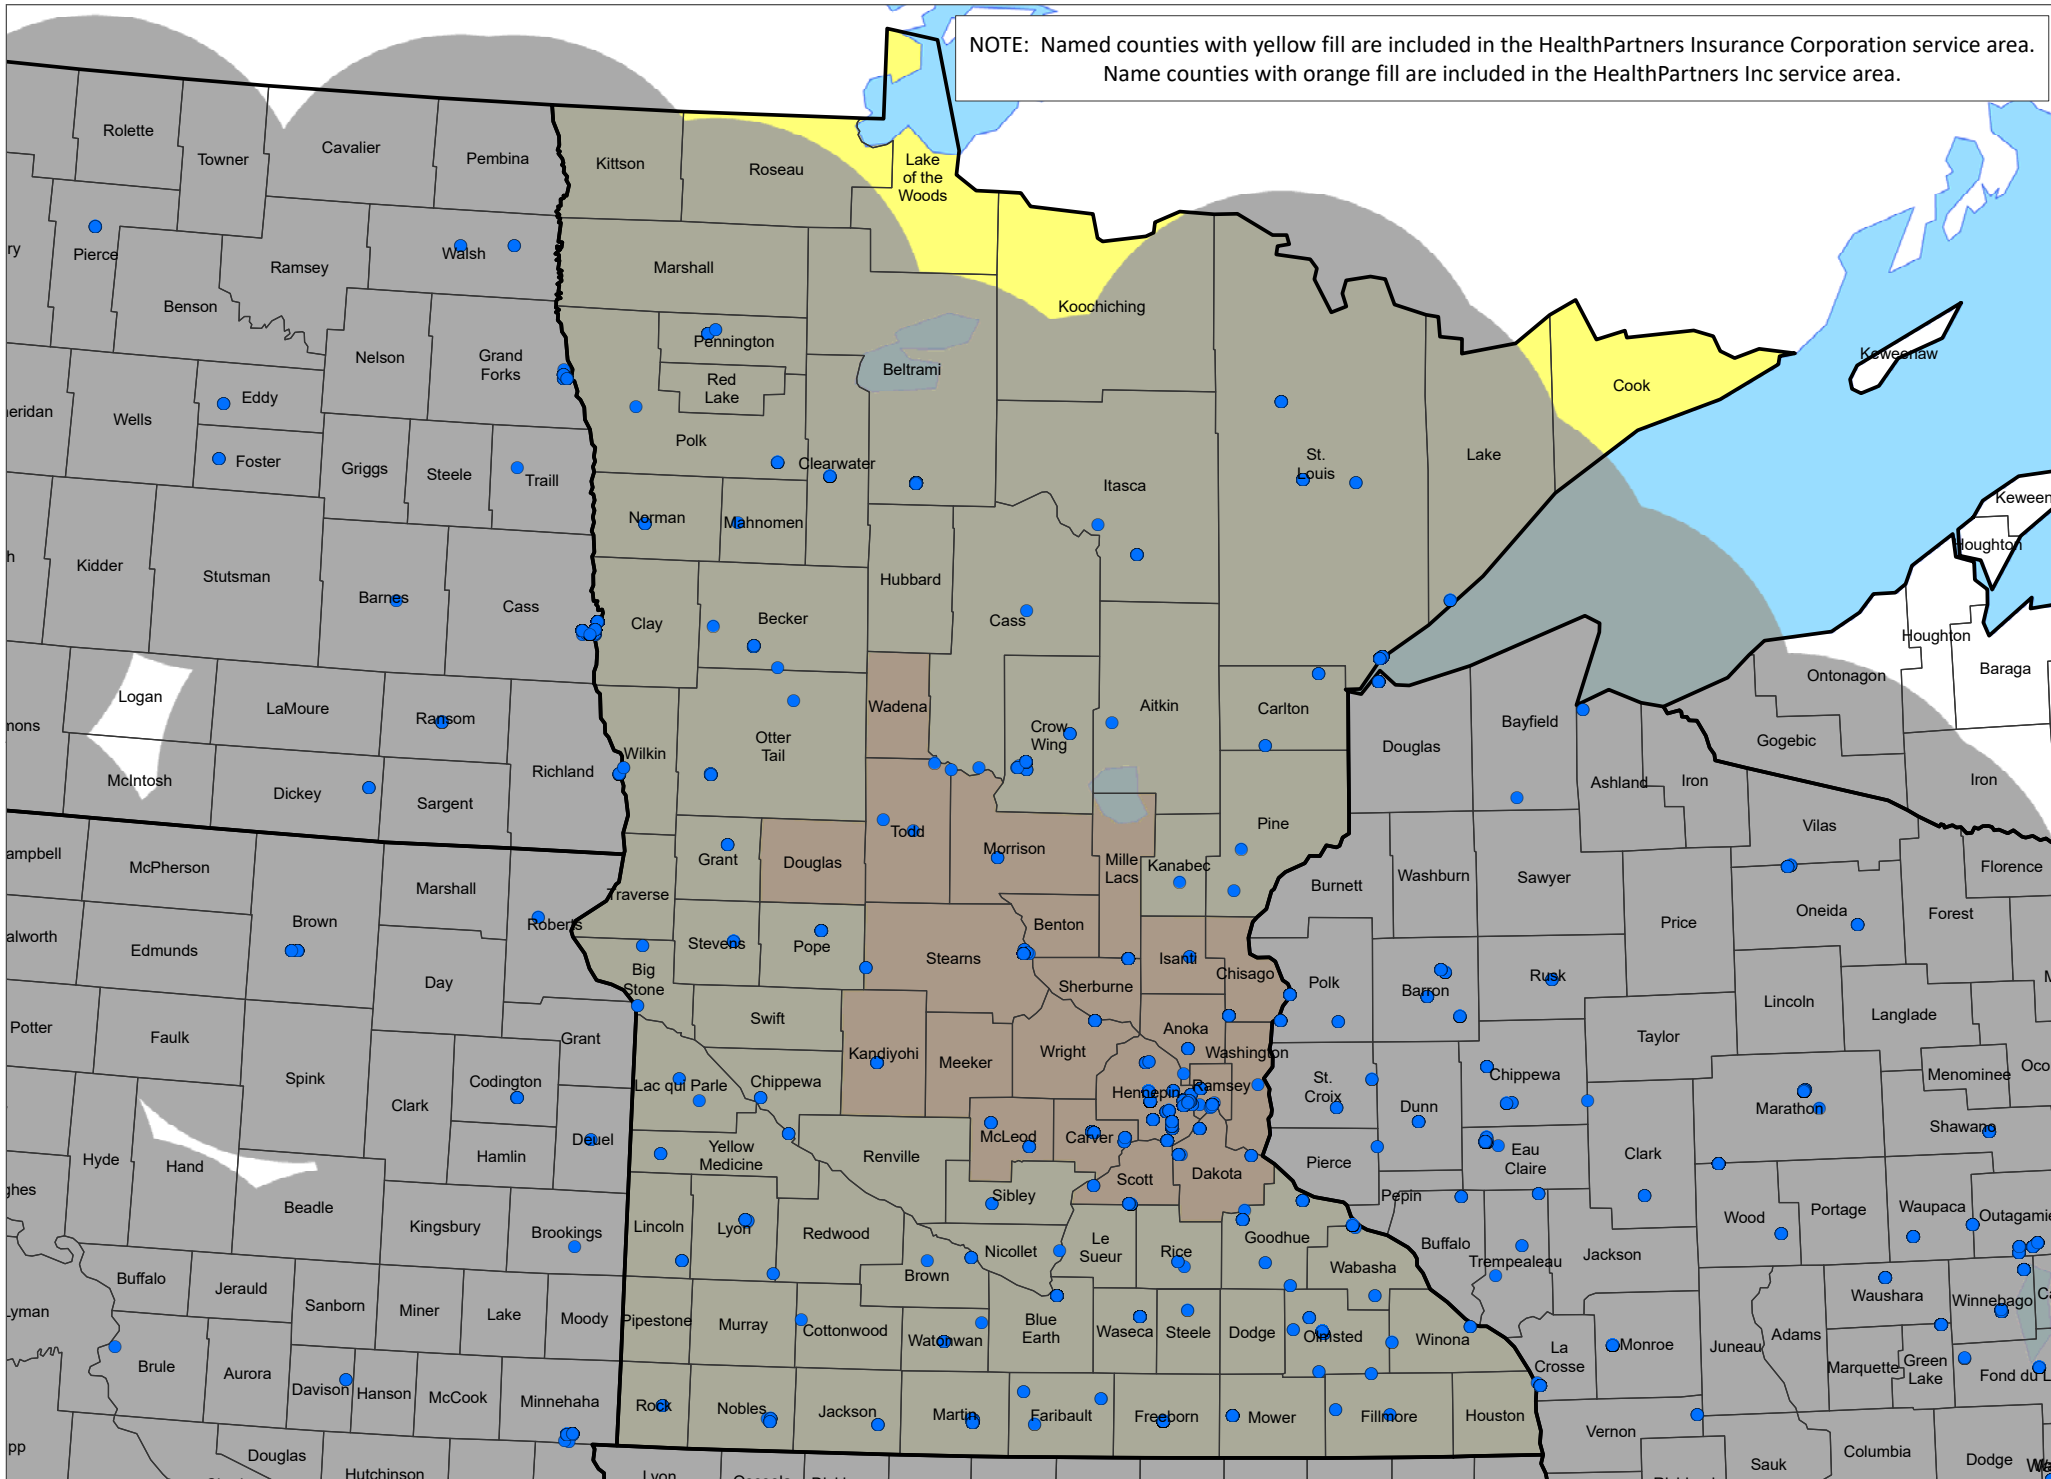 NOTE: Named counties with yellow fill are included in the HealthPartners Insurance Corporation service area.
Name counties with orange fill are included in the HealthPartners Inc service area.
Rolette
Towner
Cavalier
Pembina
Kittson
Roseau
Lake
of the
Woods
ry
Pierce
Ramsey
Walsh
Marshall
Benson
Koochiching
Nelson
Grand
Forks
Pennington
Red
Lake
Beltrami
Keweenaw
Cook
eridan
Wells
Eddy
Foster
Griggs
Steele
Traill
Polk
Clearwater
Itasca
St.
Louis
Lake
Keween
Norman
Mahnomen
h
Kidder
Stutsman
Barnes
Cass
Clay
Becker
Hubbard
Cass
Houghton
Houghton
Baraga
Ontonagon
mons
Logan
LaMoure
Ransom
Wadena
Aitkin
Carlton
Bayfield
Douglas
Gogebic
Iron
McIntosh
Dickey
Sargent
Richland
Wilkin
Otter
Tail
Crow
Wing
Ashland
Iron
Vilas
Florence
ampbell
McPherson
Marshall
Grant
Douglas
Todd
Morrison
Mille
Lacs
Kanabec
Pine
Burnett
Washburn
Sawyer
Price
Oneida
Forest
Traverse
alworth
Edmunds
Brown
Roberts
Day
Big
Stone
Stevens
Pope
Stearns
Benton
Sherburne
Isanti
Chisago
Polk
Barron
Rusk
Lincoln
Langlade
Potter
Faulk
Spink
Grant
Swift
Kandiyohi
Meeker
Wright
Anoka
Washington
Taylor
Menominee
Oco
Codington
Clark
Lac qui Parle
Chippewa
Hennepin
Ramsey
St.
Croix
Dunn
Chippewa
Marathon
Shawano
Hyde
Hand
Hamlin
Deuel
Yellow
Medicine
Renville
McLeod
Carver
Scott
Dakota
Pierce
Eau
Claire
Clark
ghes
Beadle
Kingsbury
Brookings
Lincoln
Lyon
Redwood
Sibley
Nicollet
Le
Sueur
Rice
Goodhue
Wabasha
Pepin
Buffalo
Trempealeau
Jackson
Wood
Portage
Waupaca
Outagamie
Buffalo
Jerauld
Sanborn
Miner
Lake
Moody
Pipestone
Murray
Cottonwood
Brown
Watonwan
Blue
Earth
Waseca
Steele
Dodge
Olmsted
Winona
La
Crosse
Monroe
Juneau
Adams
Waushara
Winnebago
Ca
Marquette
Green
Lake
Fond du L
Lyman
Brule
Aurora
Davison
Hanson
McCook
Minnehaha
Rock
Nobles
Jackson
Martin
Faribault
Freeborn
Mower
Fillmore
Houston
Vernon
Sauk
Columbia
Dodge
pp
Douglas
Hutchinson
Lyon